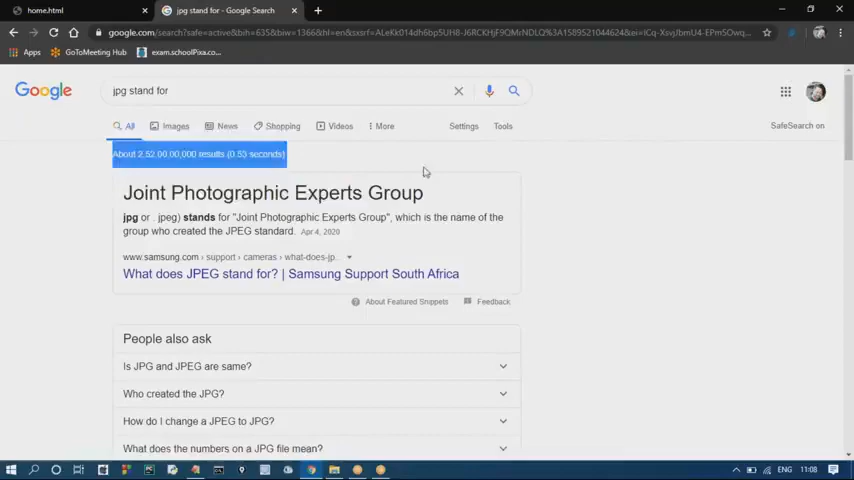 home.html
jpg stand for - Google Search
Apps
GoToMeeting Hub
exam.schoolPixa.co...
Google
jpg stand for
All
Images
News
Shopping
Videos
More
Settings
Tools
SafeSearch on
About 2,52,00,00,000 results (0.53 seconds)
Joint Photographic Experts Group
jpg or . jpeg) stands for "Joint Photographic Experts Group", which is the name of the
group who created the JPEG standard. Apr 4, 2020
www.samsung.com › support › cameras › what-does-jp...
What does JPEG stand for? | Samsung Support South Africa
About Featured Snippets
Feedback
People also ask
Is JPG and JPEG are same?
Who created the JPG?
How do I change a JPEG to JPG?
What does the numbers on a JPG file mean?
ENG
11:08